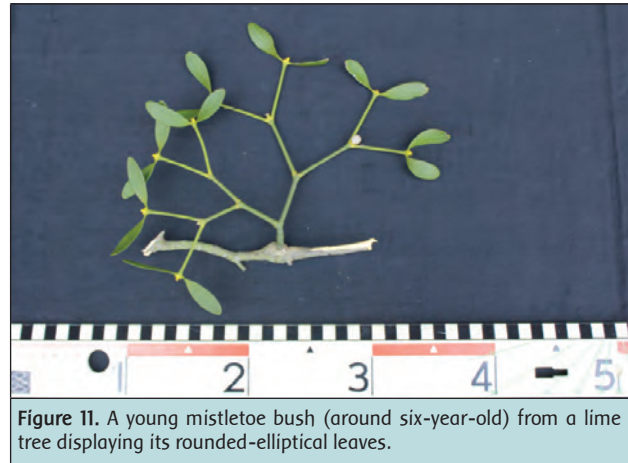 1 2 3 4 5
Figure 11. A young mistletoe bush (around six-year-old) from a lime
tree displaying its rounded-elliptical leaves.